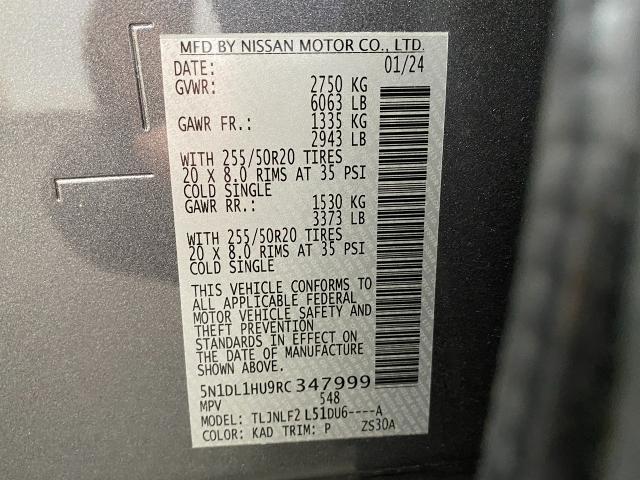 MFD BY NISSAN MOTOR CO., LTD.
DATE: 01/24
GVWR: 2750 KG
6063 LB
GAWR FR.: 1335 KG
2943 LB
WITH 255/50R20 TIRES
20 X 8.0 RIMS AT 35 PSI
COLD SINGLE
GAWR RR.: 1530 KG
3373 LB
WITH 255/50R20 TIRES
20 X 8.0 RIMS AT 35 PSI
COLD SINGLE
THIS VEHICLE CONFORMS TO
ALL APPLICABLE FEDERAL
MOTOR VEHICLE SAFETY AND
THEFT PREVENTION
STANDARDS IN EFFECT ON
THE DATE OF MANUFACTURE
SHOWN ABOVE.
5N1DL1HU9RC347999
MPV 548
MODEL: TLJNLF2 L51DU6----A
COLOR: KAD TRIM: P ZS30A